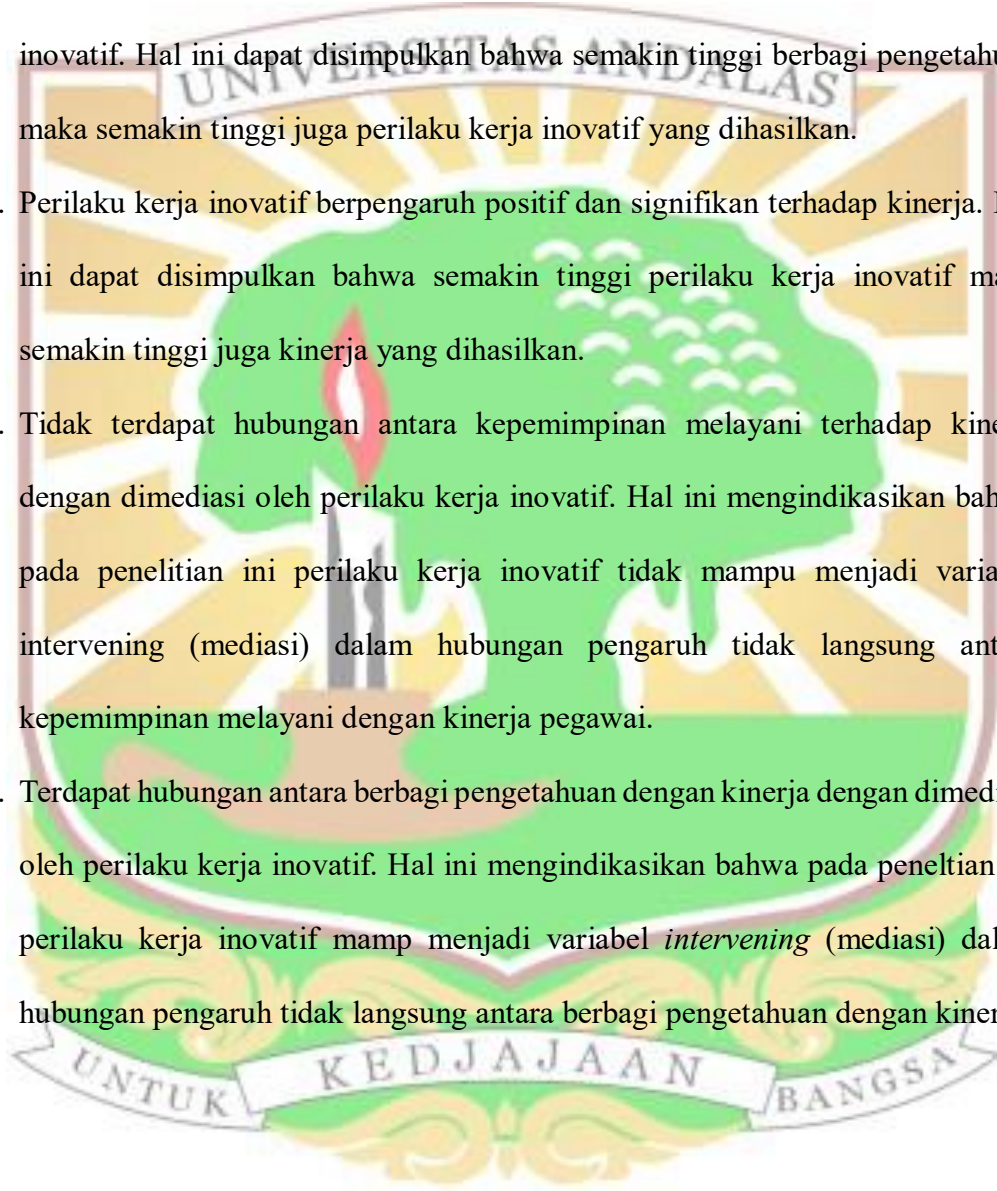 UNIVERSITAS ANDALAS
inovatif. Hal ini dapat disimpulkan bahwa semakin tinggi berbagi pengetahu
maka semakin tinggi juga perilaku kerja inovatif yang dihasilkan.
. Perilaku kerja inovatif berpengaruh positif dan signifikan terhadap kinerja.
ini dapat disimpulkan bahwa semakin tinggi perilaku kerja inovatif ma
semakin tinggi juga kinerja yang dihasilkan.
. Tidak terdapat hubungan antara kepemimpinan melayani terhadap kine
dengan dimediasi oleh perilaku kerja inovatif. Hal ini mengindikasikan bah
pada penelitian ini perilaku kerja inovatif tidak mampu menjadi varia
intervening (mediasi) dalam hubungan pengaruh tidak langsung ant
kepemimpinan melayani dengan kinerja pegawai.
. Terdapat hubungan antara berbagi pengetahuan dengan kinerja dengan dimed
oleh perilaku kerja inovatif. Hal ini mengindikasikan bahwa pada peneltian
perilaku kerja inovatif mamp menjadi variabel intervening (mediasi) dal
hubungan pengaruh tidak langsung antara berbagi pengetahuan dengan kiner
UNTUK KEDJAJAAN BANGSA